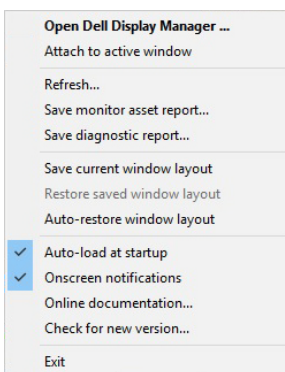 Open Dell Display Manager ...
Attach to active window
Refresh...
Save monitor asset report...
Save diagnostic report...
Save current window layout
Restore saved window layout
Auto-restore window layout
Auto-load at startup
Onscreen notifications
Online documentation...
Check for new version...
Exit